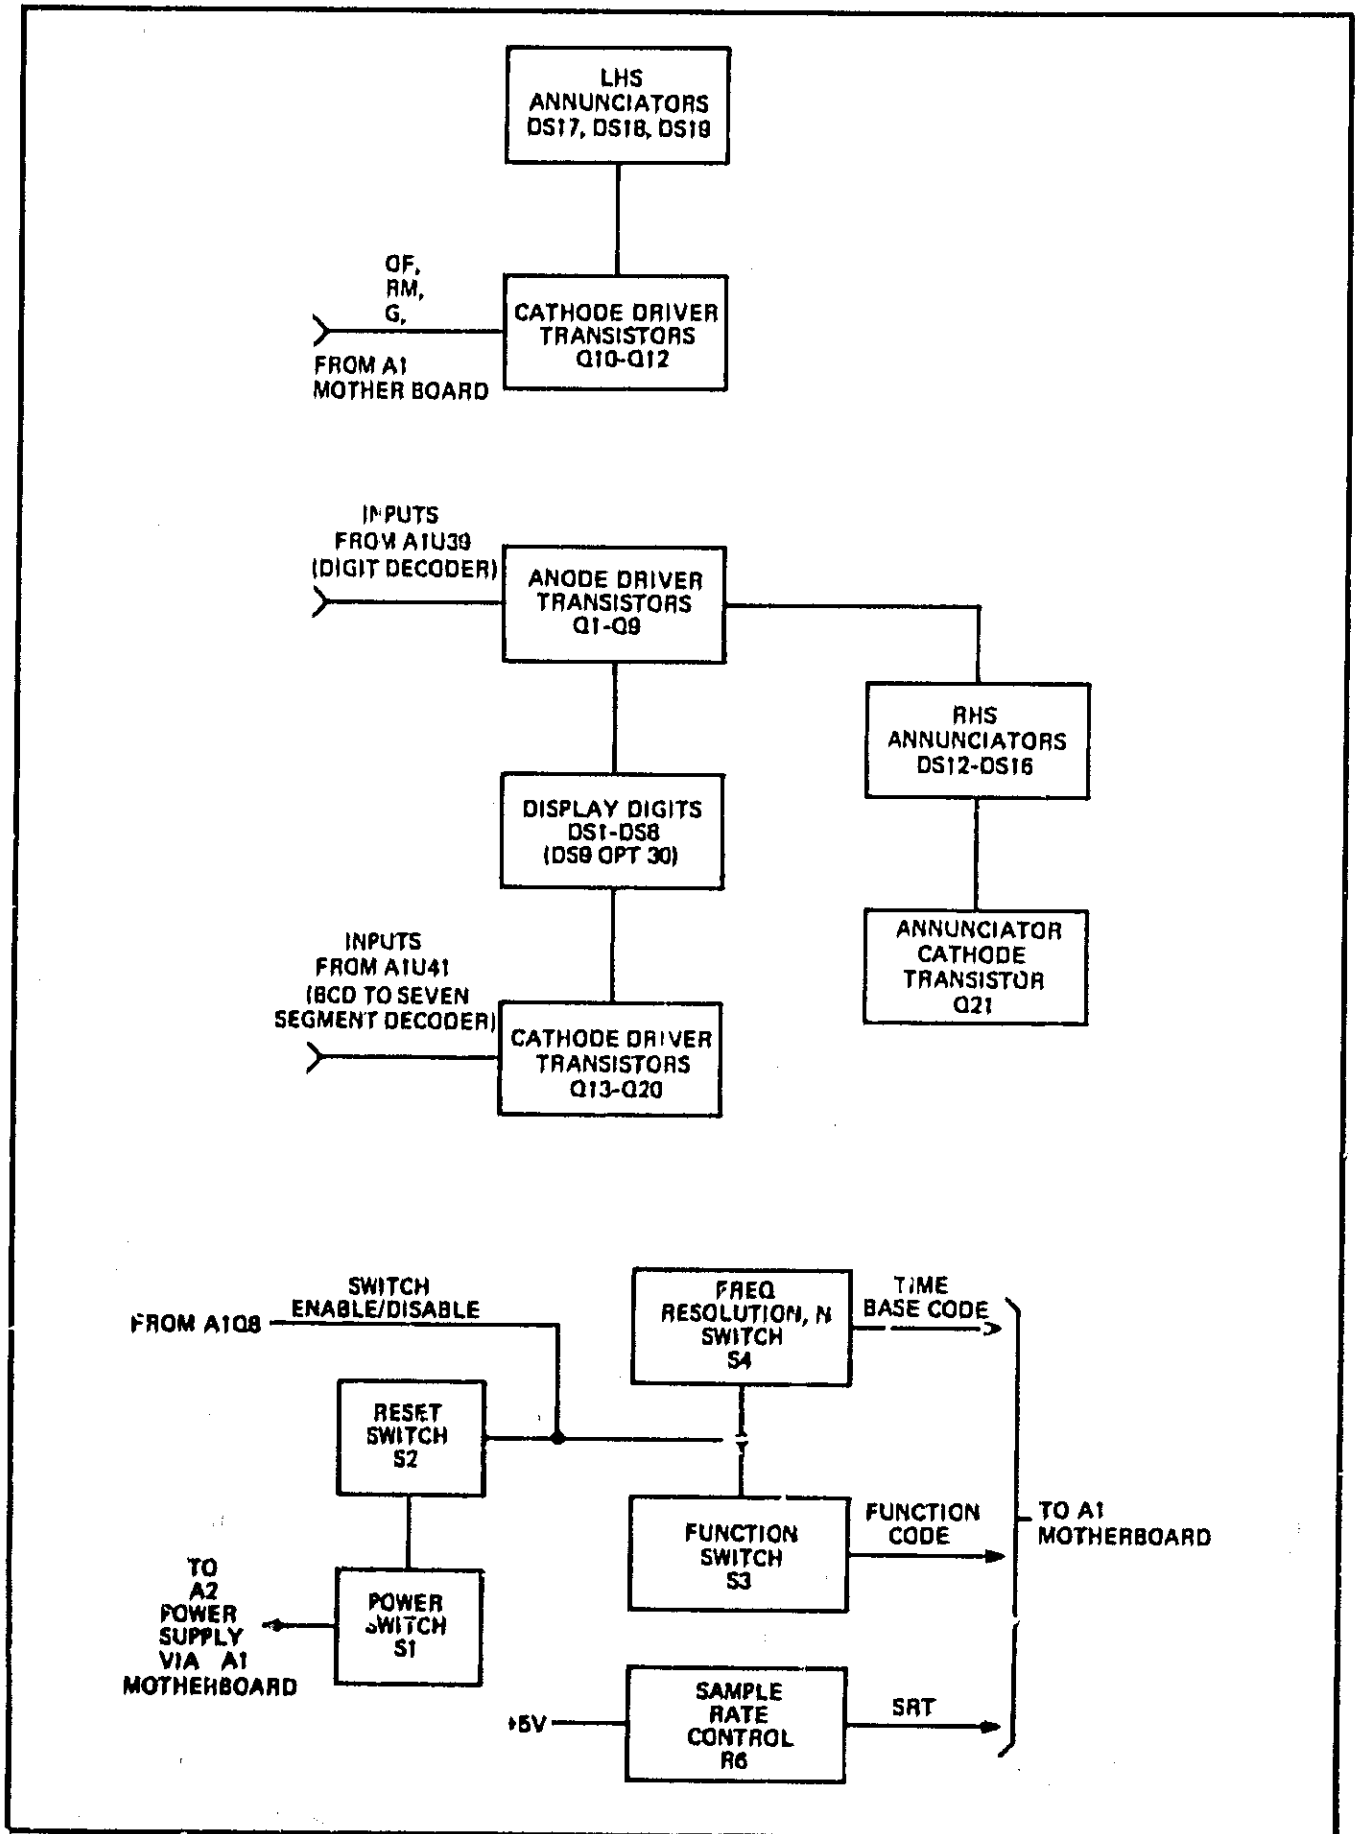 LHS
ANNUNCIATORS
DS17, DS18, DS19
OF,
RM,
G,
FROM A1
MOTHER BOARD
CATHODE DRIVER
TRANSISTORS
Q10-Q12
INPUTS
FROM A1U39
(DIGIT DECODER)
ANODE DRIVER
TRANSISTORS
Q1-Q9
RHS
ANNUNCIATORS
DS12-DS16
DISPLAY DIGITS
DS1-DS8
(DS9 OPT 30)
ANNUNCIATOR
CATHODE
TRANSISTOR
Q21
INPUTS
FROM A1U41
(BCD TO SEVEN
SEGMENT DECODER)
CATHODE DRIVER
TRANSISTORS
Q13-Q20
SWITCH
ENABLE/DISABLE
FROM A1Q8
FREQ
RESOLUTION, N
SWITCH
S4
TIME
BASE CODE
RESET
SWITCH
S2
FUNCTION
SWITCH
S3
FUNCTION
CODE
TO A1
MOTHERBOARD
TO
A2
POWER
SUPPLY
VIA A1
MOTHERBOARD
POWER
SWITCH
S1
+5V
SAMPLE
RATE
CONTROL
R6
SRT